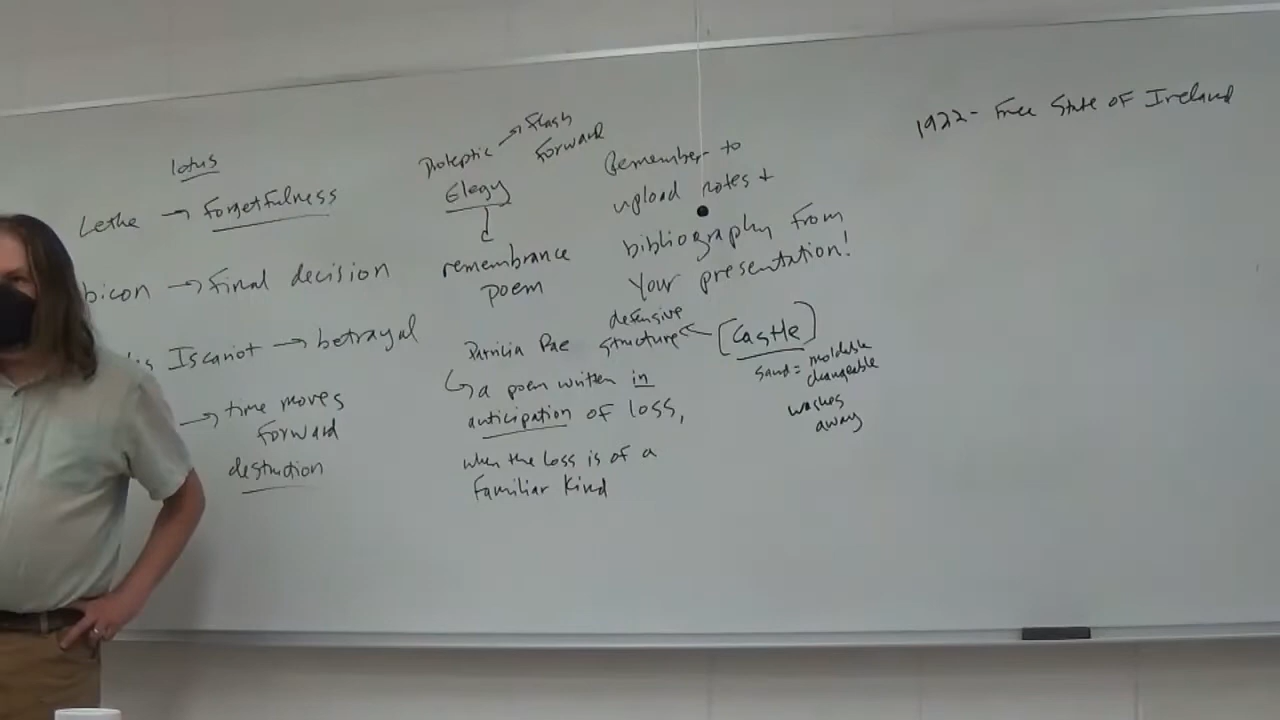 lotus
Lethe → Forgetfulness
bicon → Final decision
Iscariot → betrayal
→ time moves
Forward
destruction
Proleptic → Flash
Forward
Elegy
remembrance
poem
Patricia Rae
↳ a poem written in
anticipation of loss,
when the loss is of a
Familiar Kind
Remember to
upload notes +
bibliography from
Your presentation!
defensive
structure ← [Castle]
Sand = moldable
changeable
washes
away
1922 - Free State of Ireland